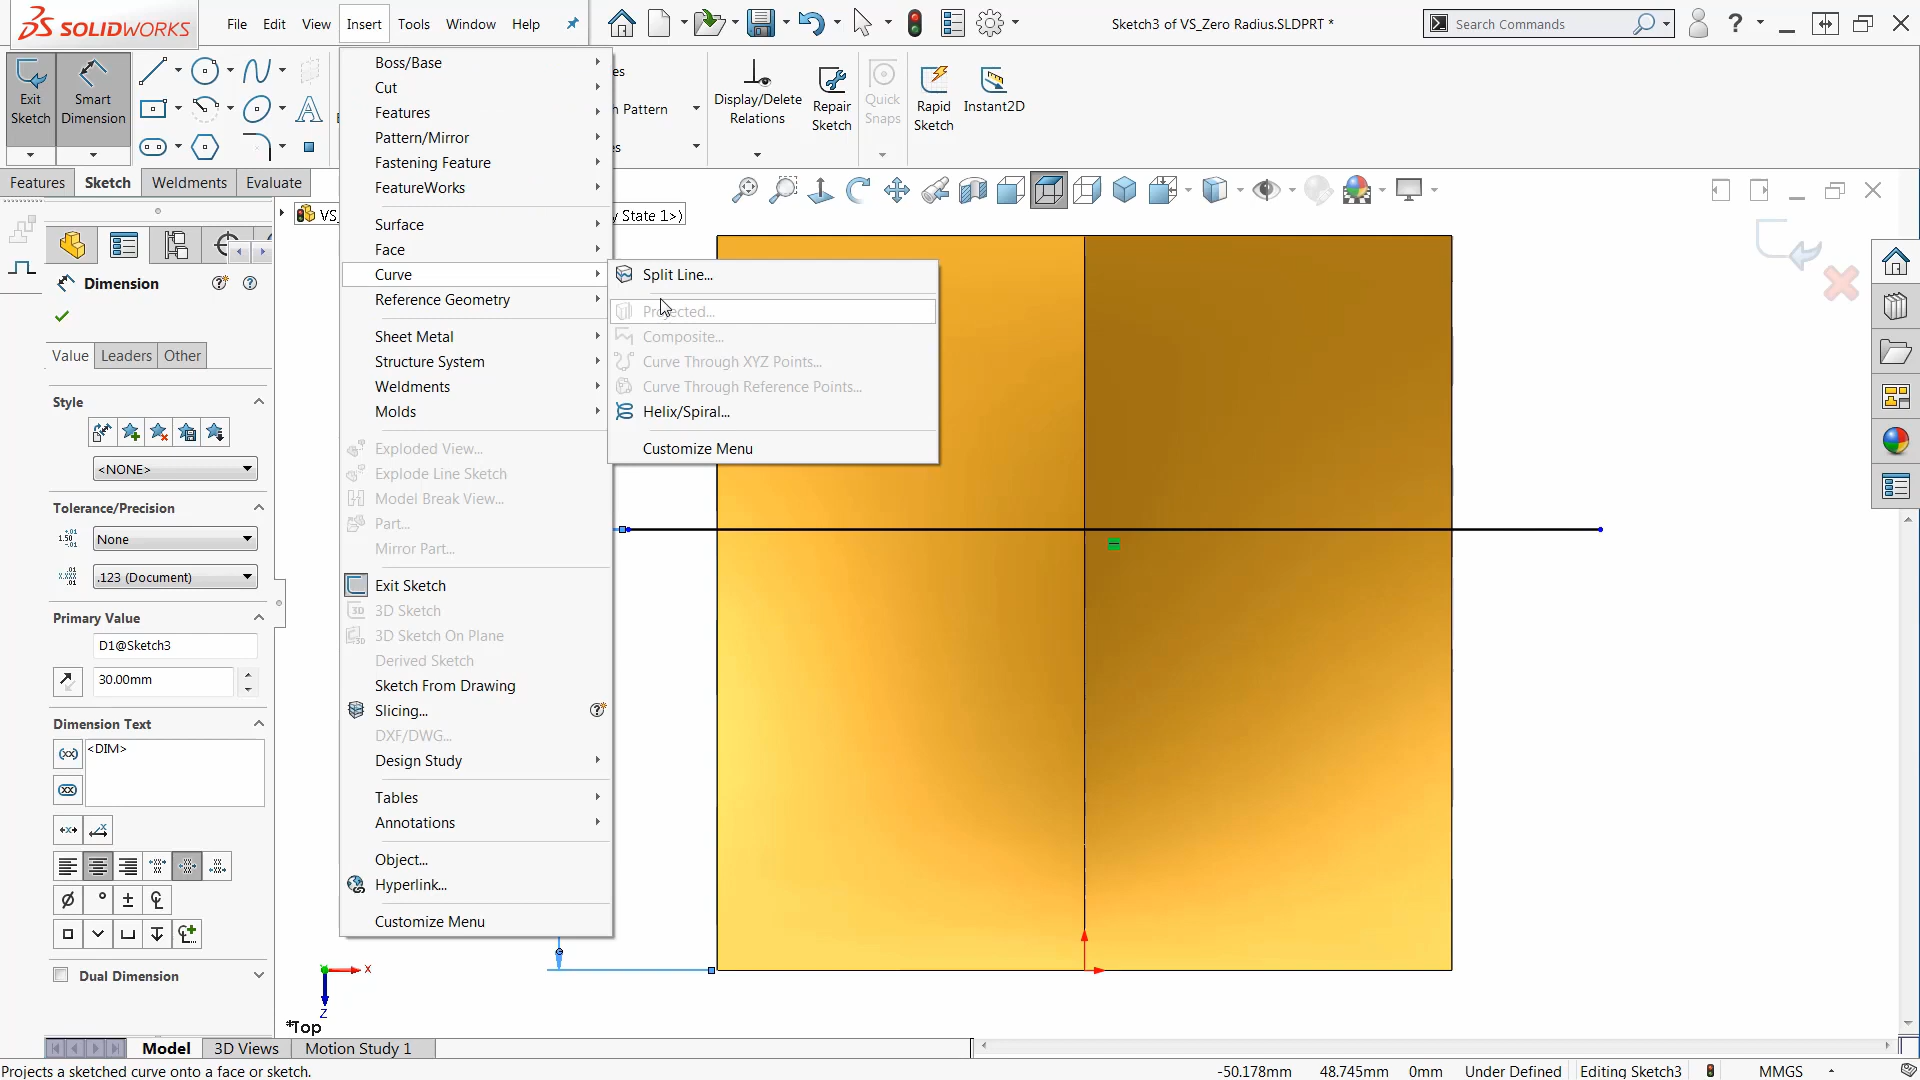 SOLIDWORKS
File Edit View Insert Tools Window Help
Sketch3 of VS_Zero Radius.SLDPRT *
Search Commands
Exit Sketch
Smart Dimension
Pattern
Display/Delete Relations
Repair Sketch
Quick Snaps
Rapid Sketch
Instant2D
Features Sketch Weldments Evaluate
VS_
y State 1>)
Boss/Base
Cut
Features
Pattern/Mirror
Fastening Feature
FeatureWorks
Surface
Face
Curve
Reference Geometry
Sheet Metal
Structure System
Weldments
Molds
Exploded View...
Explode Line Sketch
Model Break View...
Part...
Mirror Part...
Exit Sketch
3D Sketch
3D Sketch On Plane
Derived Sketch
Sketch From Drawing
Slicing...
DXF/DWG...
Design Study
Tables
Annotations
Object...
Hyperlink...
Customize Menu
Split Line...
Projected...
Composite...
Curve Through XYZ Points...
Curve Through Reference Points...
Helix/Spiral...
Customize Menu
Dimension
Value Leaders Other
Style
<NONE>
Tolerance/Precision
None
.123 (Document)
Primary Value
D1@Sketch3
30.00mm
Dimension Text
<DIM>
Dual Dimension
X
Z
*Top
Model 3D Views Motion Study 1
Projects a sketched curve onto a face or sketch.
-50.178mm 48.745mm 0mm Under Defined Editing Sketch3 MMGS